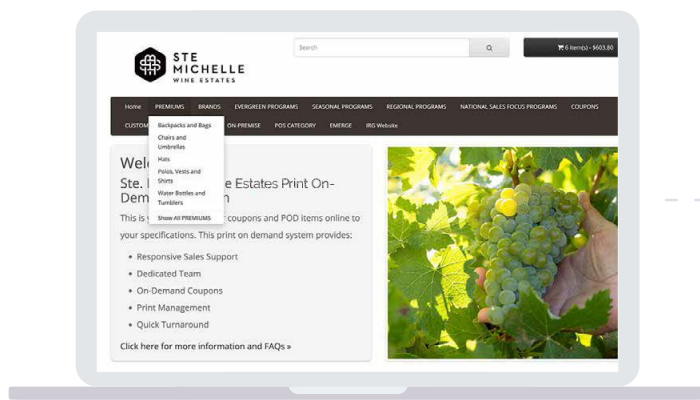 STE
MICHELLE
WINE ESTATES
Search
6 item(s) - $603.80
Home PREMIUMS BRANDS EVERGREEN PROGRAMS SEASONAL PROGRAMS REGIONAL PROGRAMS NATIONAL SALES FOCUS PROGRAMS COUPONS
CUSTOM ON-PREMISE POS CATEGORY EMERGE IRG Website
Backpacks and Bags
Chairs and
Umbrellas
Hats
Polos, Vests and
Shirts
Water Bottles and
Tumblers
Show All PREMIUMS
Wel
Ste. e Estates Print On-
Dem n
This is coupons and POD items online to
your specifications. This print on demand system provides:
• Responsive Sales Support
• Dedicated Team
• On-Demand Coupons
• Print Management
• Quick Turnaround
Click here for more information and FAQs »